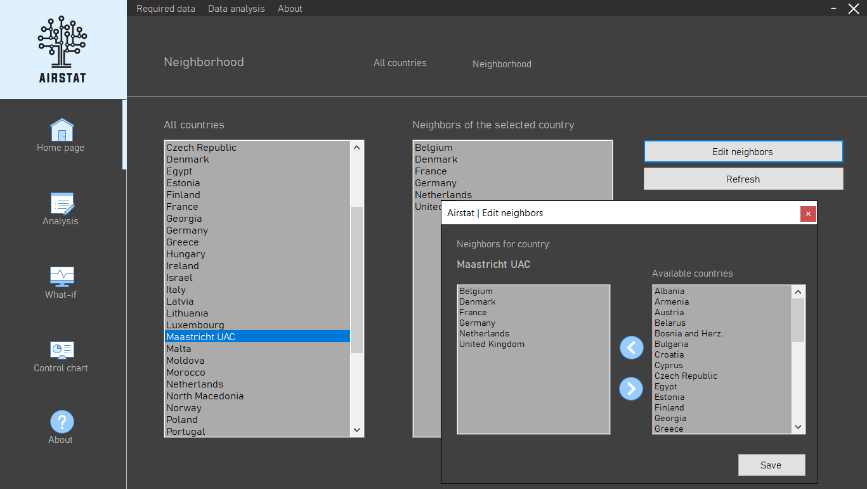 Required data Data analysis About
AIRSTAT
Neighborhood All countries Neighborhood
Home page
Analysis
What-if
Control chart
?
About
All countries
Czech Republic
Denmark
Egypt
Estonia
Finland
France
Georgia
Germany
Greece
Hungary
Ireland
Israel
Italy
Latvia
Lithuania
Luxembourg
Maastricht UAC
Malta
Moldova
Morocco
Netherlands
North Macedonia
Norway
Poland
Portugal
Neighbors of the selected country
Belgium
Denmark
France
Germany
Netherlands
United
Edit neighbors
Refresh
Airstat | Edit neighbors
Neighbors for country:
Maastricht UAC
Belgium
Denmark
France
Germany
Netherlands
United Kingdom
Available countries
Albania
Armenia
Austria
Belarus
Bosnia and Herz.
Bulgaria
Croatia
Cyprus
Czech Republic
Egypt
Estonia
Finland
Georgia
Greece
Save